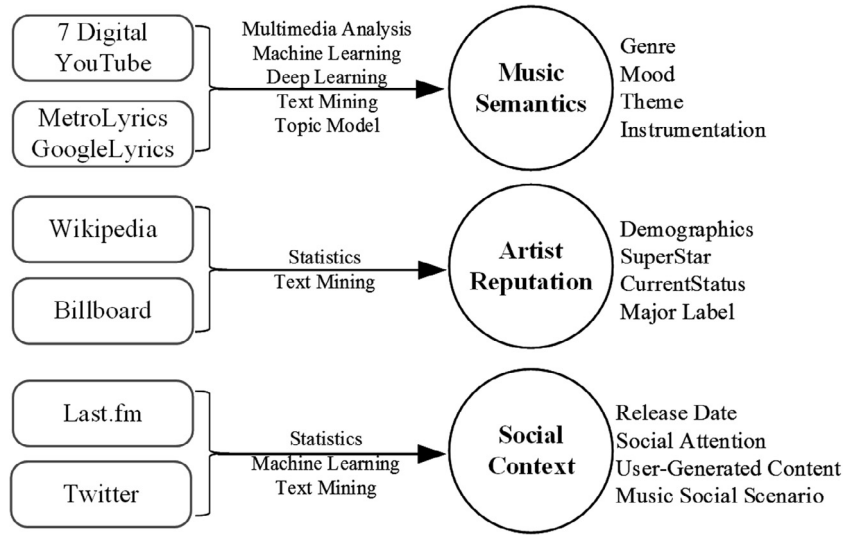 7 Digital
YouTube
MetroLyrics
GoogleLyrics
Multimedia Analysis
Machine Learning
Deep Learning
Text Mining
Topic Model
Music
Semantics
Genre
Mood
Theme
Instrumentation
Wikipedia
Billboard
Statistics
Text Mining
Artist
Reputation
Demographics
SuperStar
CurrentStatus
Major Label
Last.fm
Twitter
Statistics
Machine Learning
Text Mining
Social
Context
Release Date
Social Attention
User-Generated Content
Music Social Scenario